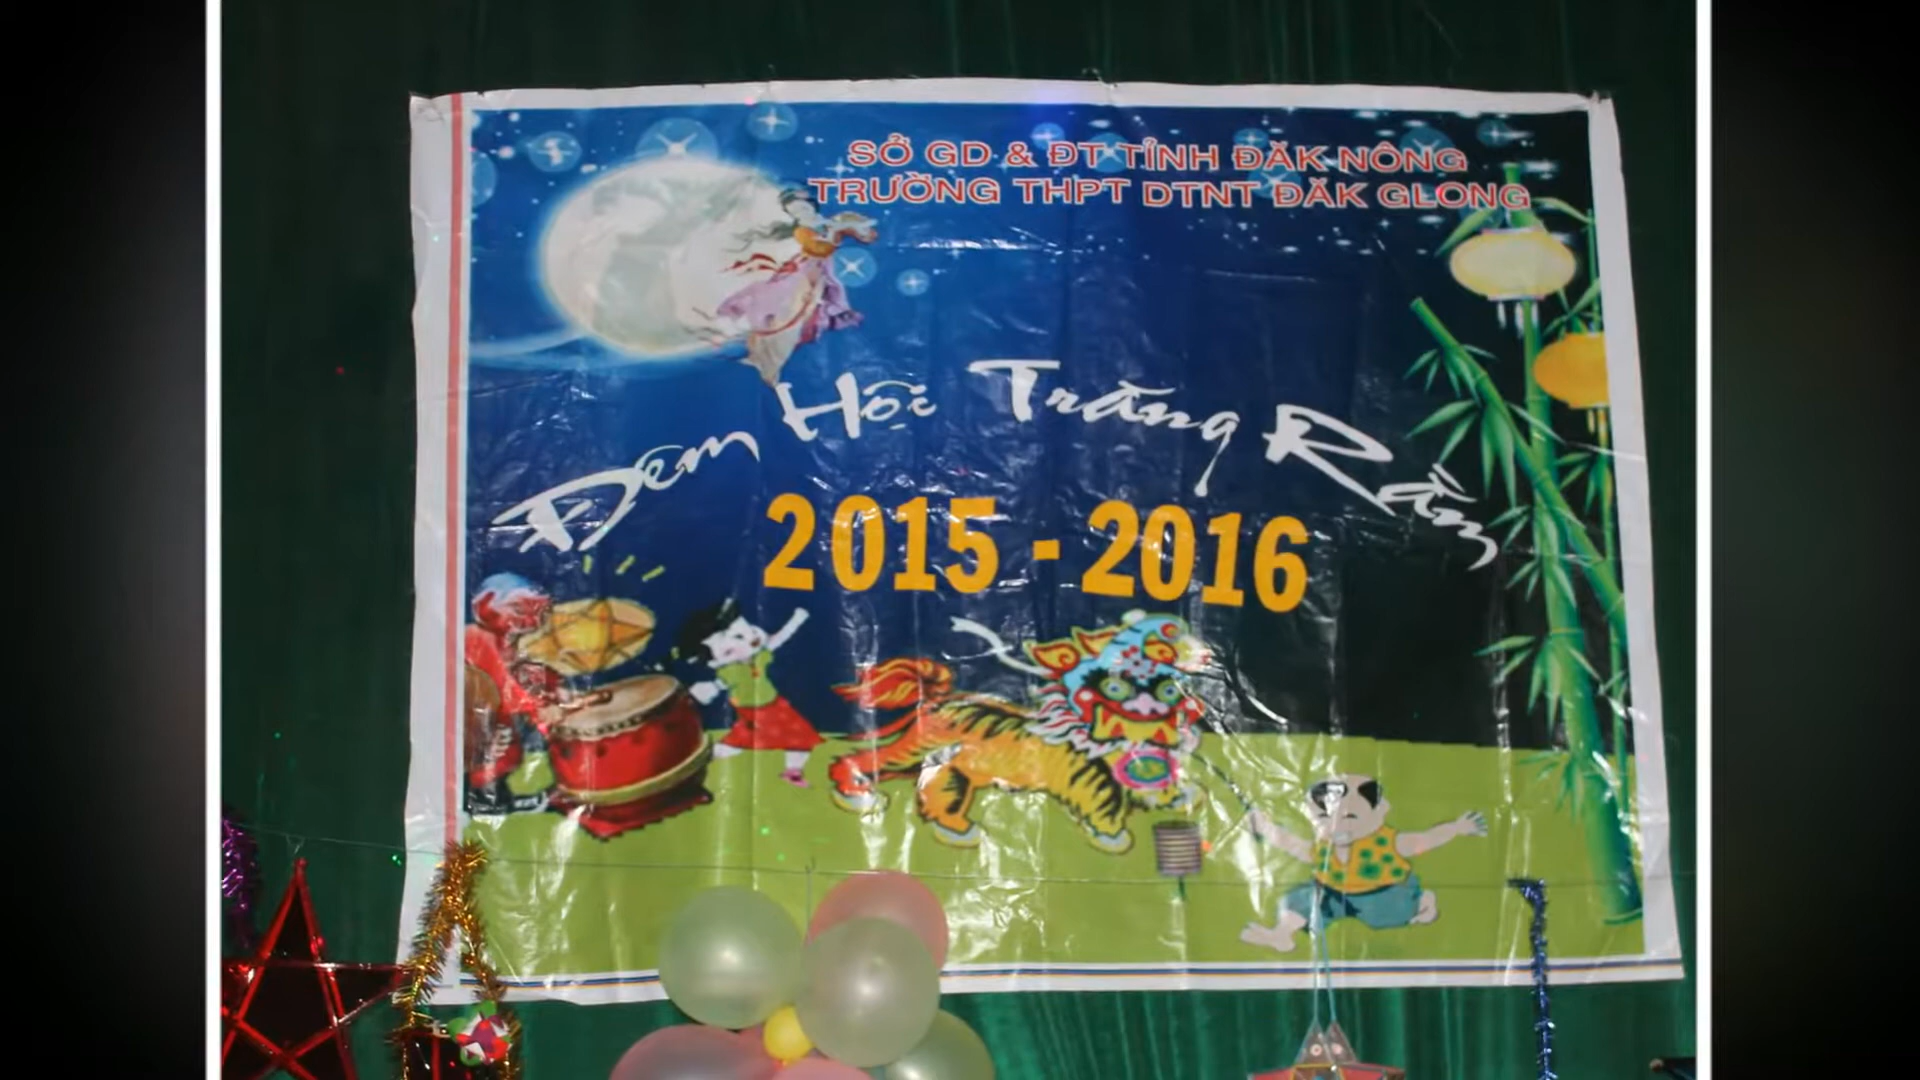 SỞ GD & ĐT TỈNH ĐĂK NÔNG
TRƯỜNG THPT DTNT ĐĂK GLONG
Đêm Hội Trăng Rằm
2015 - 2016